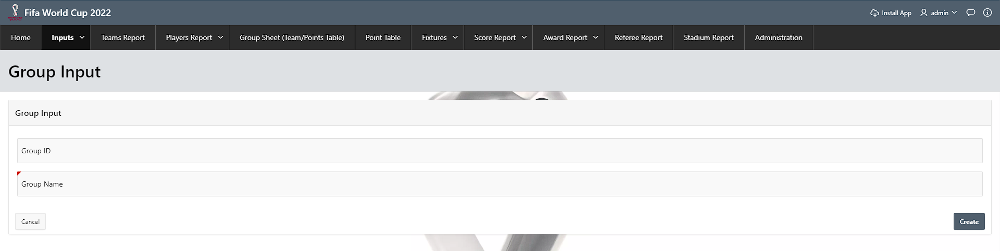 Fifa World Cup 2022
Install App admin
Home Inputs Teams Report Players Report Group Sheet (Team/Points Table) Point Table Fixtures Score Report Award Report Referee Report Stadium Report Administration
Group Input
Group Input
Group ID
Group Name
Cancel Create